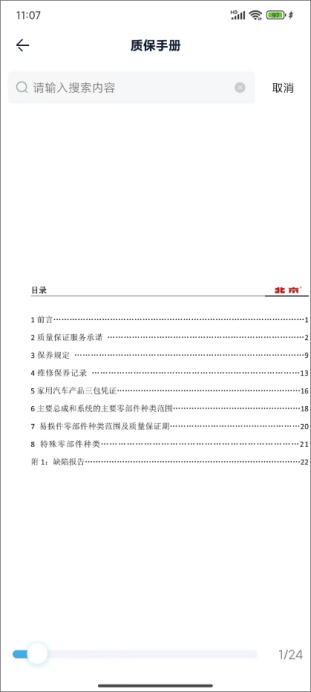 11:07
质保手册
请输入搜索内容
取消
目录
北京
1 前言····················1
2 质量保证服务承诺 ····················2
3 保养规定 ····················9
4 维修保养记录 ····················13
5 家用汽车产品三包凭证····················16
6 主要总成和系统的主要零部件种类范围····················18
7 易损件零部件种类范围及质量保证期····················20
8 特殊零部件种类····················21
附 1：缺陷报告····················22
1/24